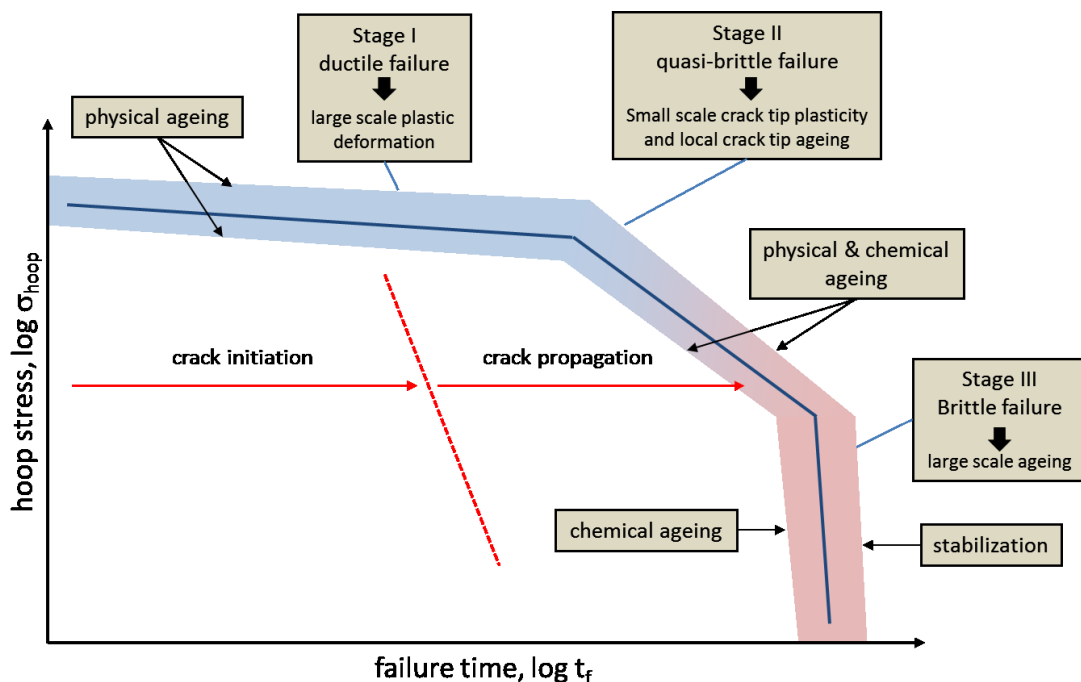 Stage I
ductile failure
large scale plastic
deformation
Stage II
quasi-brittle failure
Small scale crack tip plasticity
and local crack tip ageing
physical ageing
physical & chemical
ageing
crack initiation
crack propagation
Stage III
Brittle failure
large scale ageing
chemical ageing
stabilization
hoop stress, log σhoop
failure time, log tf